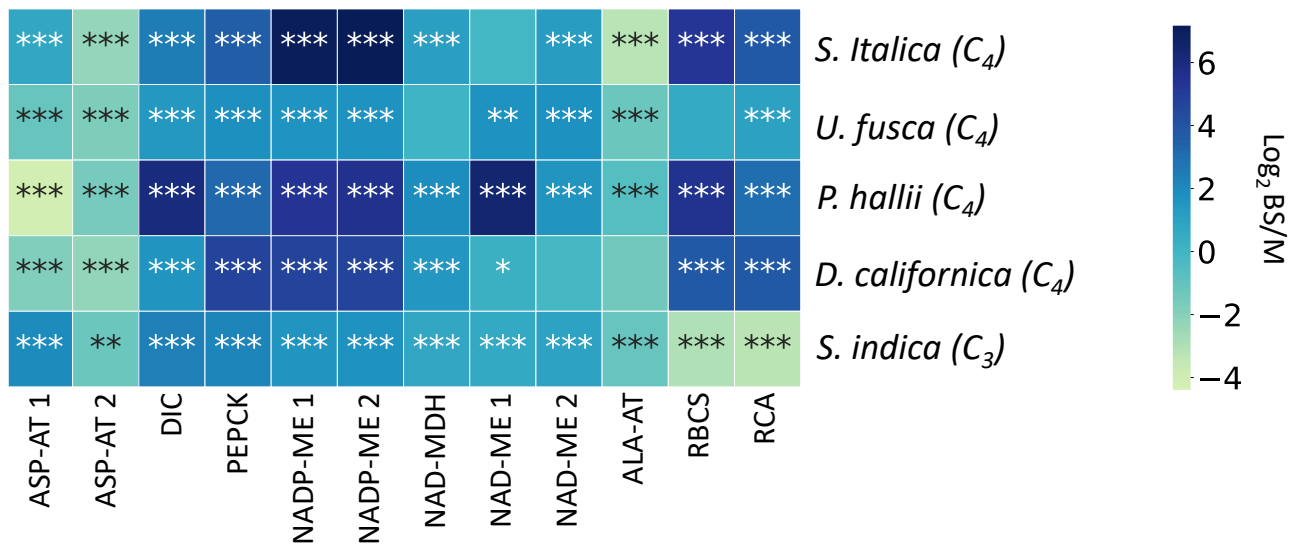 *** *** *** *** *** *** *** *** *** *** *** S. Italica (C₄)
*** *** *** *** *** *** ** *** *** *** U. fusca (C₄)
*** *** *** *** *** *** *** *** *** *** *** *** P. hallii (C₄)
*** *** *** *** *** *** *** * *** *** D. californica (C₄)
*** ** *** *** *** *** *** *** *** *** *** *** S. indica (C₃)
ASP-AT 1
ASP-AT 2
DIC
PEPCK
NADP-ME 1
NADP-ME 2
NAD-MDH
NAD-ME 1
NAD-ME 2
ALA-AT
RBCS
RCA
6
4
2
0
−2
−4
Log₂ BS/M